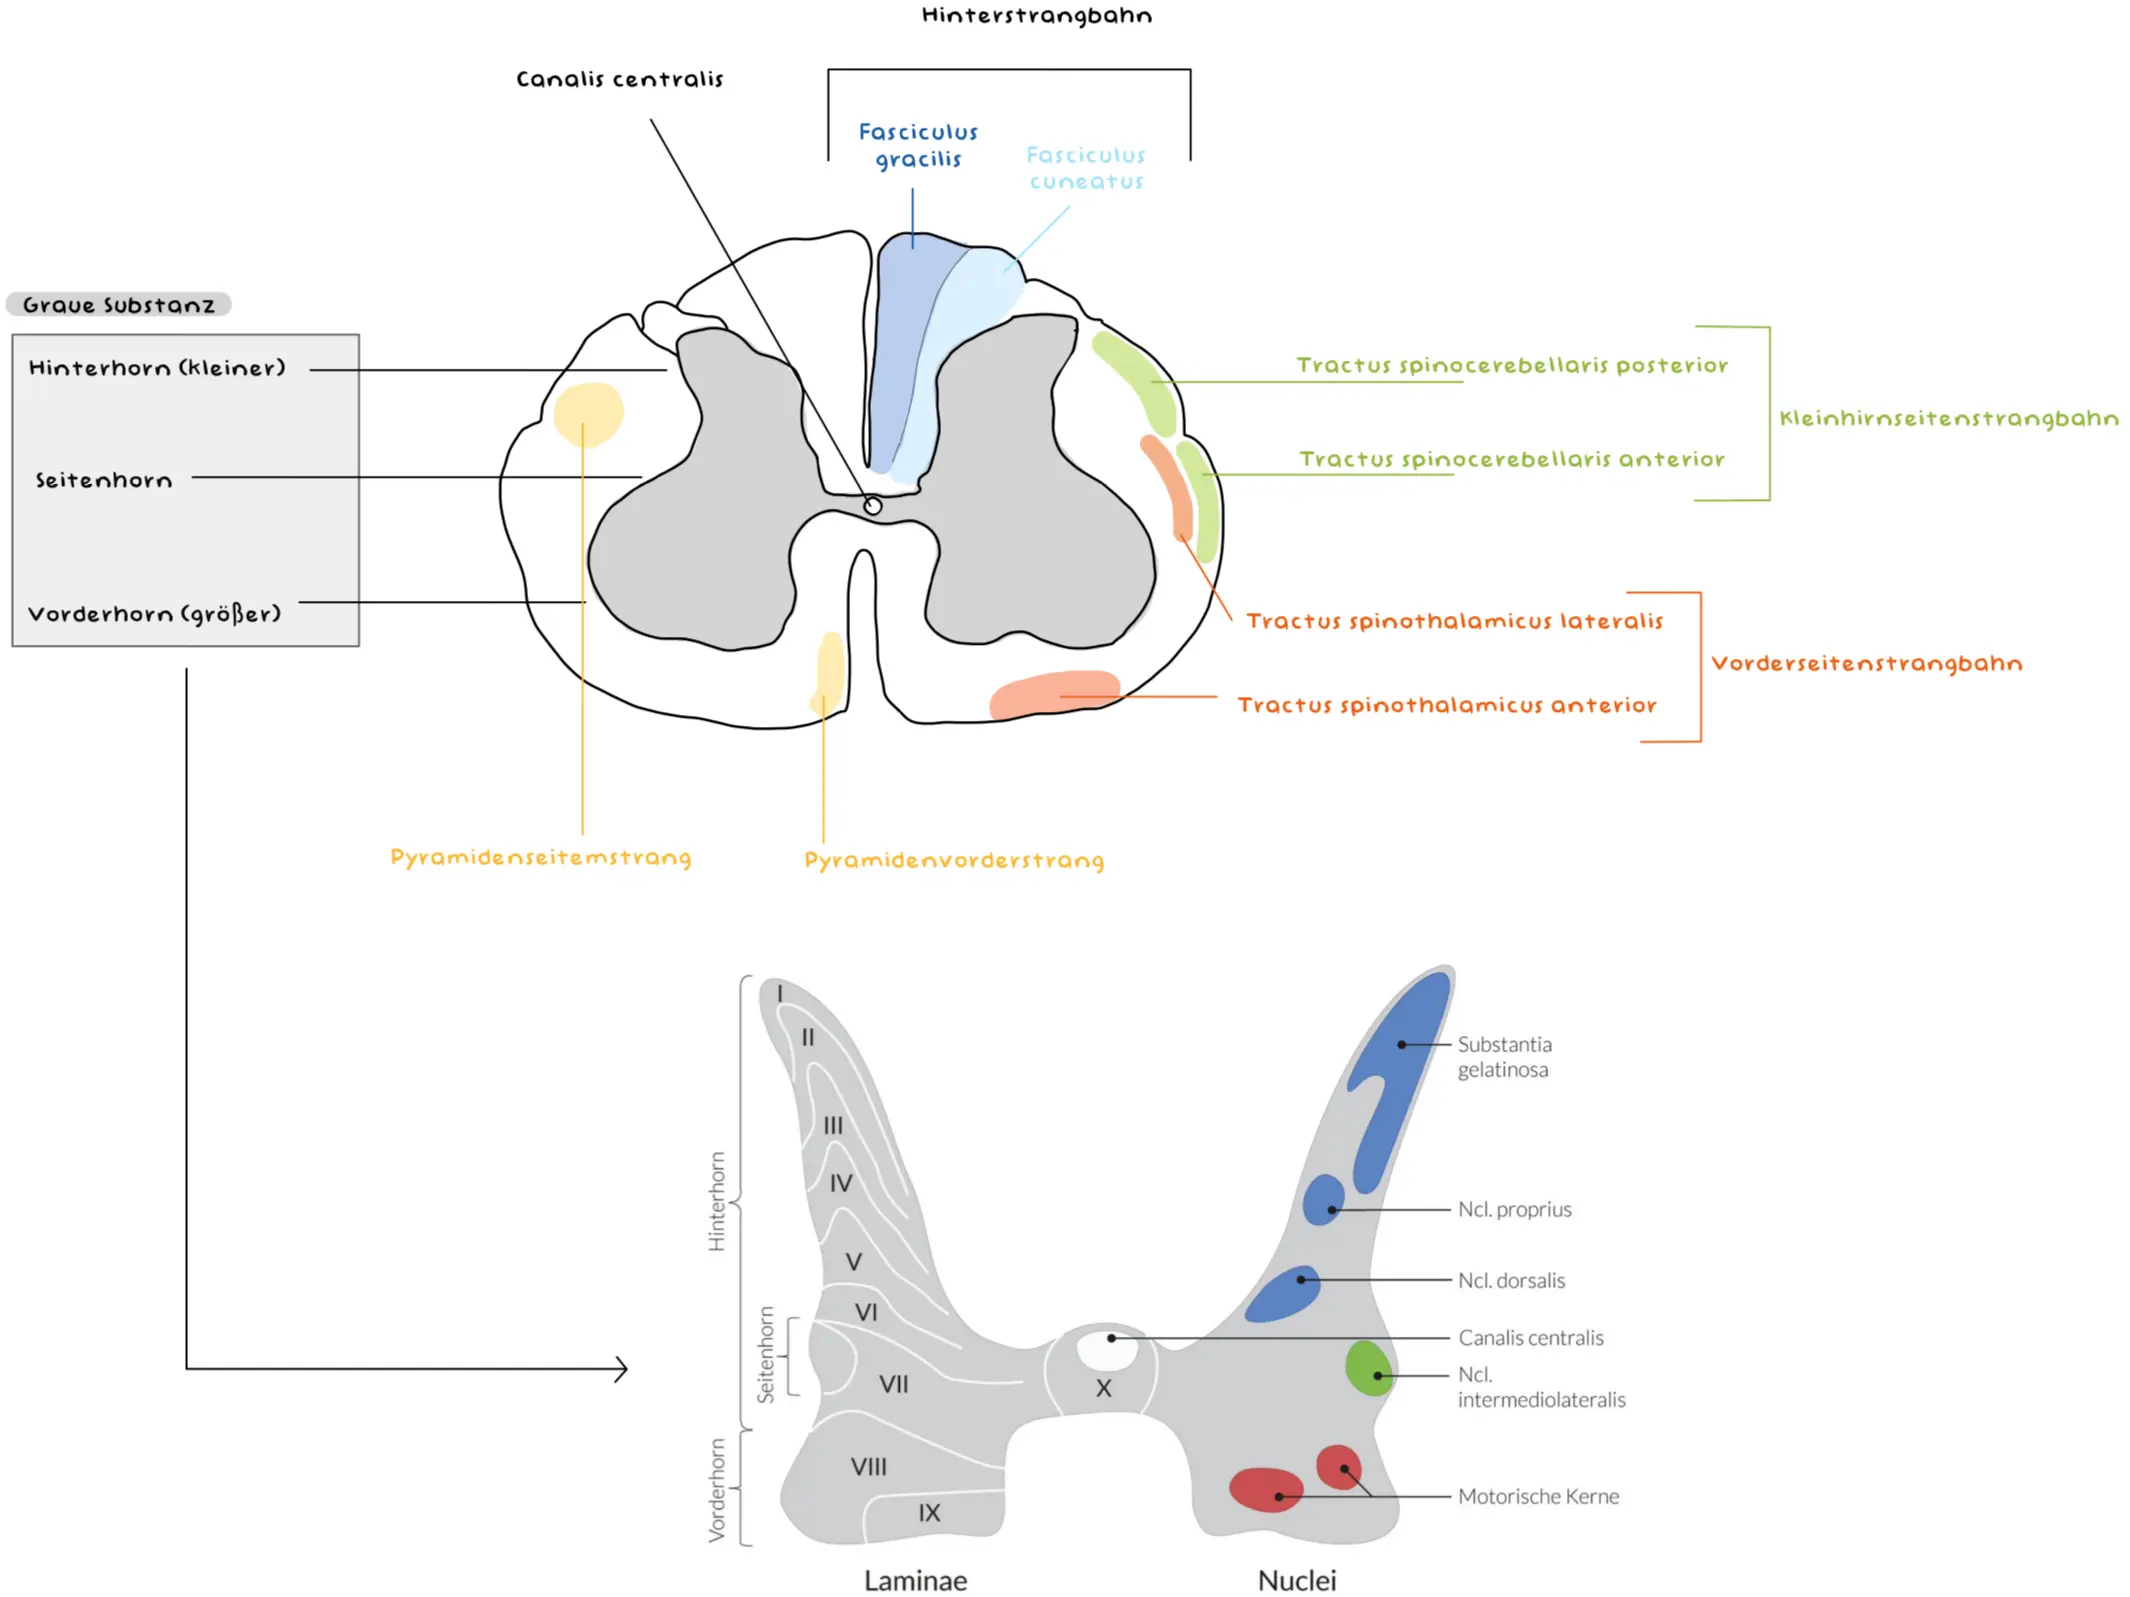 Hinterstrangbahn
Canalis centralis
Fasciculus
gracilis
Fasciculus
cuneatus
Graue Substanz
Hinterhorn (kleiner)
Seitenhorn
Vorderhorn (größer)
Tractus spinocerebellaris posterior
Kleinhirnseitenstrangbahn
Tractus spinocerebellaris anterior
Tractus spinothalamicus lateralis
Vorderseitenstrangbahn
Tractus spinothalamicus anterior
Pyramidenseitemstrang
Pyramidenvorderstrang
Hinterhorn
Seitenhorn
Vorderhorn
I
II
III
IV
V
VI
VII
VIII
IX
X
Substantia
gelatinosa
Ncl. proprius
Ncl. dorsalis
Canalis centralis
Ncl.
intermediolateralis
Motorische Kerne
Laminae
Nuclei